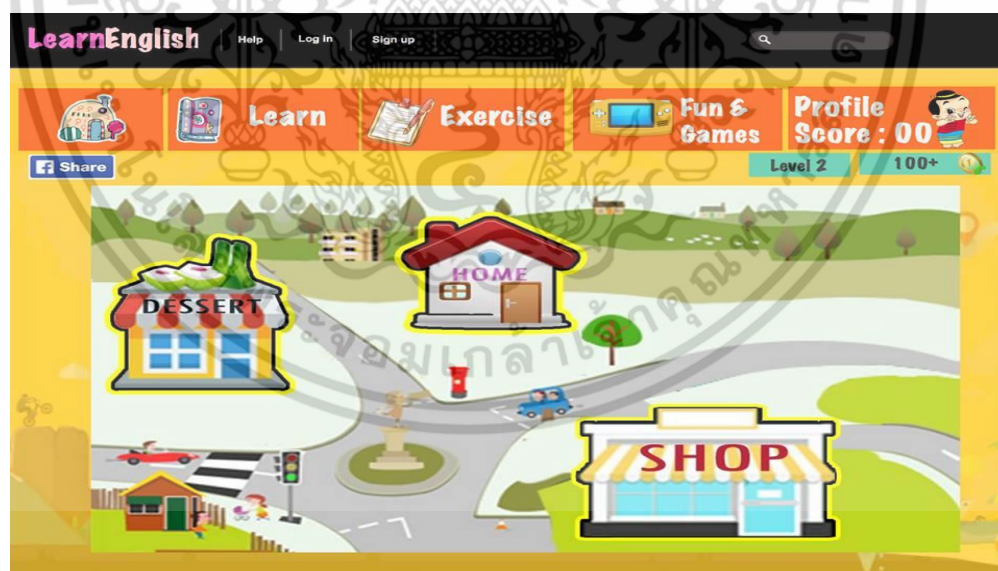 LearnEnglish Help Log in Sign up
Learn
Exercise
Fun &
Games
Profile
Score : 00
Share
Level 2
100+
HOME
DESSERT
SHOP